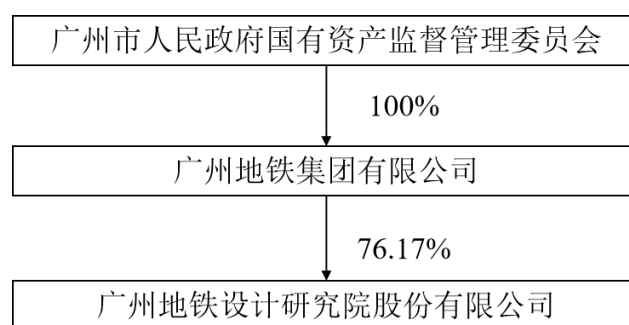 广州市人民政府国有资产监督管理委员会
100%
广州地铁集团有限公司
76.17%
广州地铁设计研究院股份有限公司